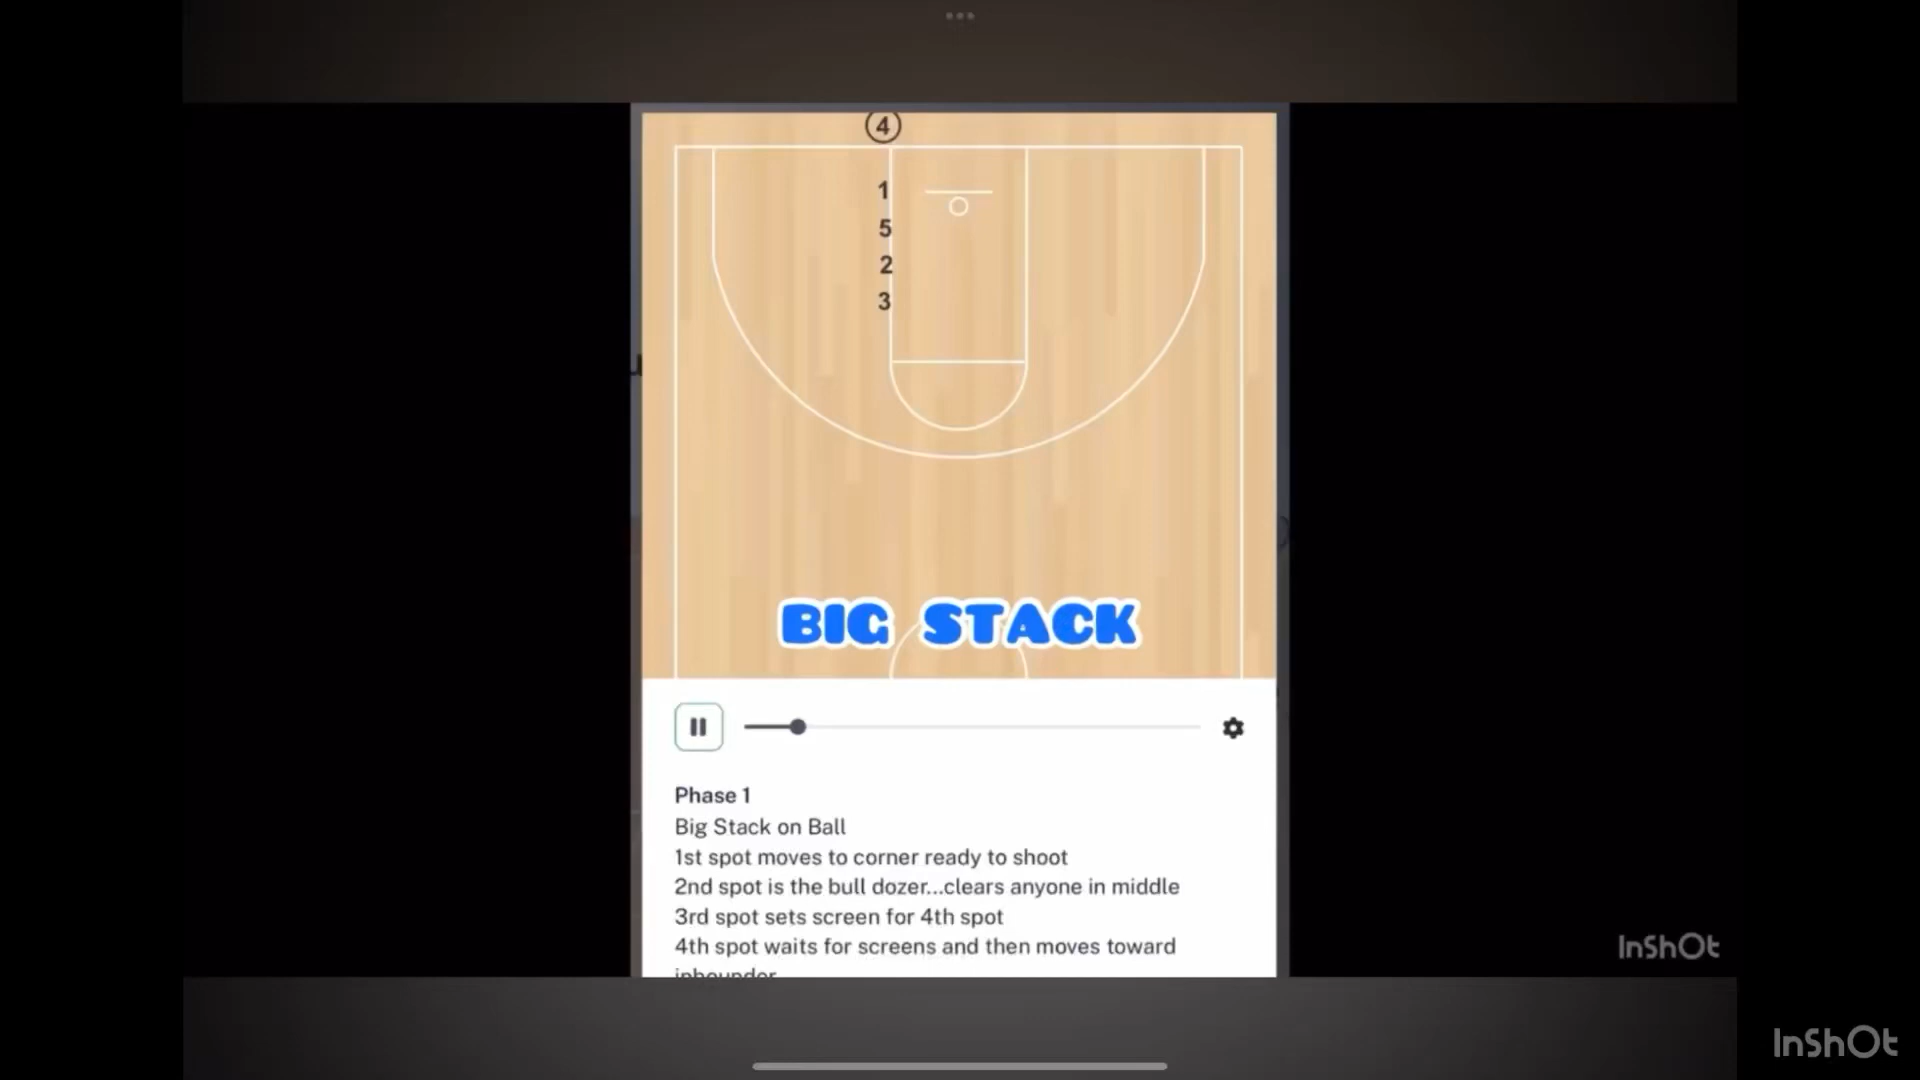 4
1
5
2
3
BIG STACK
Phase 1
Big Stack on Ball
1st spot moves to corner ready to shoot
2nd spot is the bull dozer...clears anyone in middle
3rd spot sets screen for 4th spot
4th spot waits for screens and then moves toward
inbounder
InShOt
InShOt